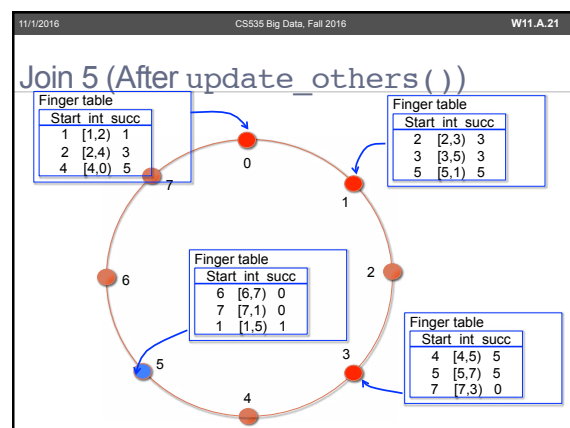 11/1/2016 CS535 Big Data, Fall 2016 W11.A.21
Join 5 (After update_others())
Finger table
Start int succ
1 [1,2) 1
2 [2,4) 3
4 [4,0) 5
Finger table
Start int succ
2 [2,3) 3
3 [3,5) 3
5 [5,1) 5
0
7
1
6
2
Finger table
Start int succ
6 [6,7) 0
7 [7,1) 0
1 [1,5) 1
Finger table
Start int succ
4 [4,5) 5
5 [5,7) 5
7 [7,3) 0
5
3
4